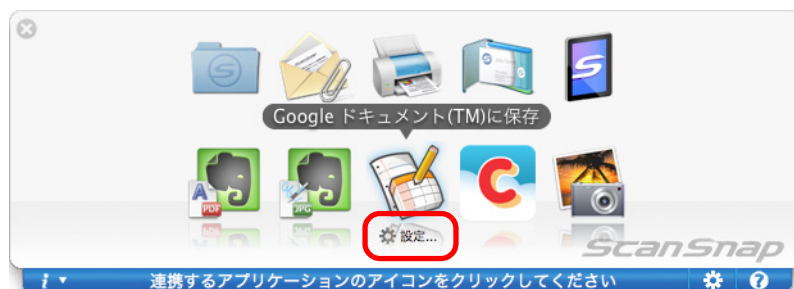 Google ドキュメント(TM)に保存
A
PDF
JPG
C
設定...
ScanSnap
i
連携するアプリケーションのアイコンをクリックしてください
?